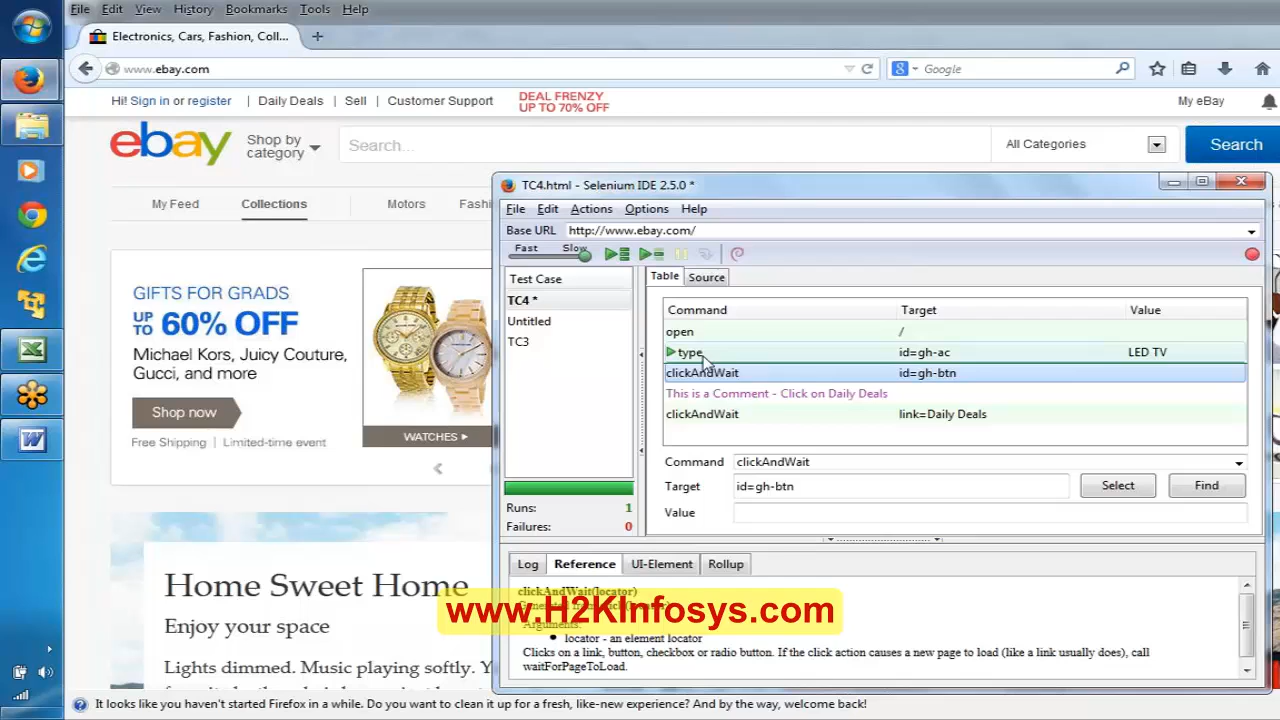 File Edit View History Bookmarks Tools Help
Electronics, Cars, Fashion, Coll...
www.ebay.com
Google
Hi! Sign in or register Daily Deals Sell Customer Support DEAL FRENZY UP TO 70% OFF My eBay
ebay
Shop by category
Search...
All Categories
Search
My Feed Collections Motors Fashi
GIFTS FOR GRADS
UP TO 60% OFF
Michael Kors, Juicy Couture,
Gucci, and more
Shop now
Free Shipping | Limited-time event
WATCHES
Home Sweet Home
Enjoy your space
Lights dimmed. Music playing softly. Y
TC4.html - Selenium IDE 2.5.0 *
File Edit Actions Options Help
Base URL http://www.ebay.com/
Fast Slow
Test Case
TC4 *
Untitled
TC3
Runs: 1
Failures: 0
Table Source
Command Target Value
open /
type id=gh-ac LED TV
clickAndWait id=gh-btn
This is a Comment - Click on Daily Deals
clickAndWait link=Daily Deals
Command clickAndWait
Target id=gh-btn Select Find
Value
Log Reference UI-Element Rollup
clickAndWait(locator)
Generated from click(locator)
Arguments:
locator - an element locator
Clicks on a link, button, checkbox or radio button. If the click action causes a new page to load (like a link usually does), call
waitForPageToLoad.
www.H2KInfosys.com
It looks like you haven't started Firefox in a while. Do you want to clean it up for a fresh, like-new experience? And by the way, welcome back!